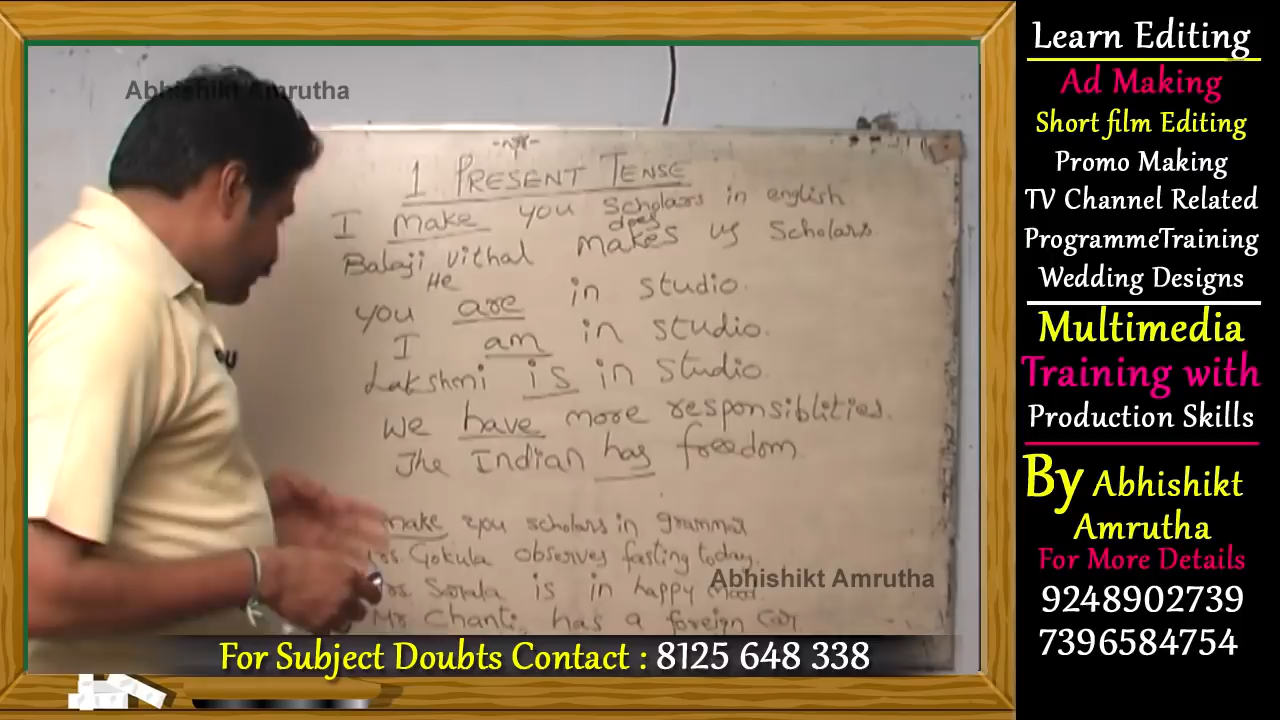 Abhishikt Amrutha
1 PRESENT TENSE
I make you Scholars in english
does
Balaji Vithal makes us Scholars
He
you are in studio.
I am in studio.
Lakshmi is in Studio.
We have more responsiblities.
The Indian has freedom.
make you scholars in grammar
Gokula observes fasting today.
is in happy mood.
Mr Chanti has a foreign car.
Abhishikt Amrutha
For Subject Doubts Contact : 8125 648 338
Learn Editing
Ad Making
Short film Editing
Promo Making
TV Channel Related
ProgrammeTraining
Wedding Designs
Multimedia
Training with
Production Skills
By Abhishikt
Amrutha
For More Details
9248902739
7396584754